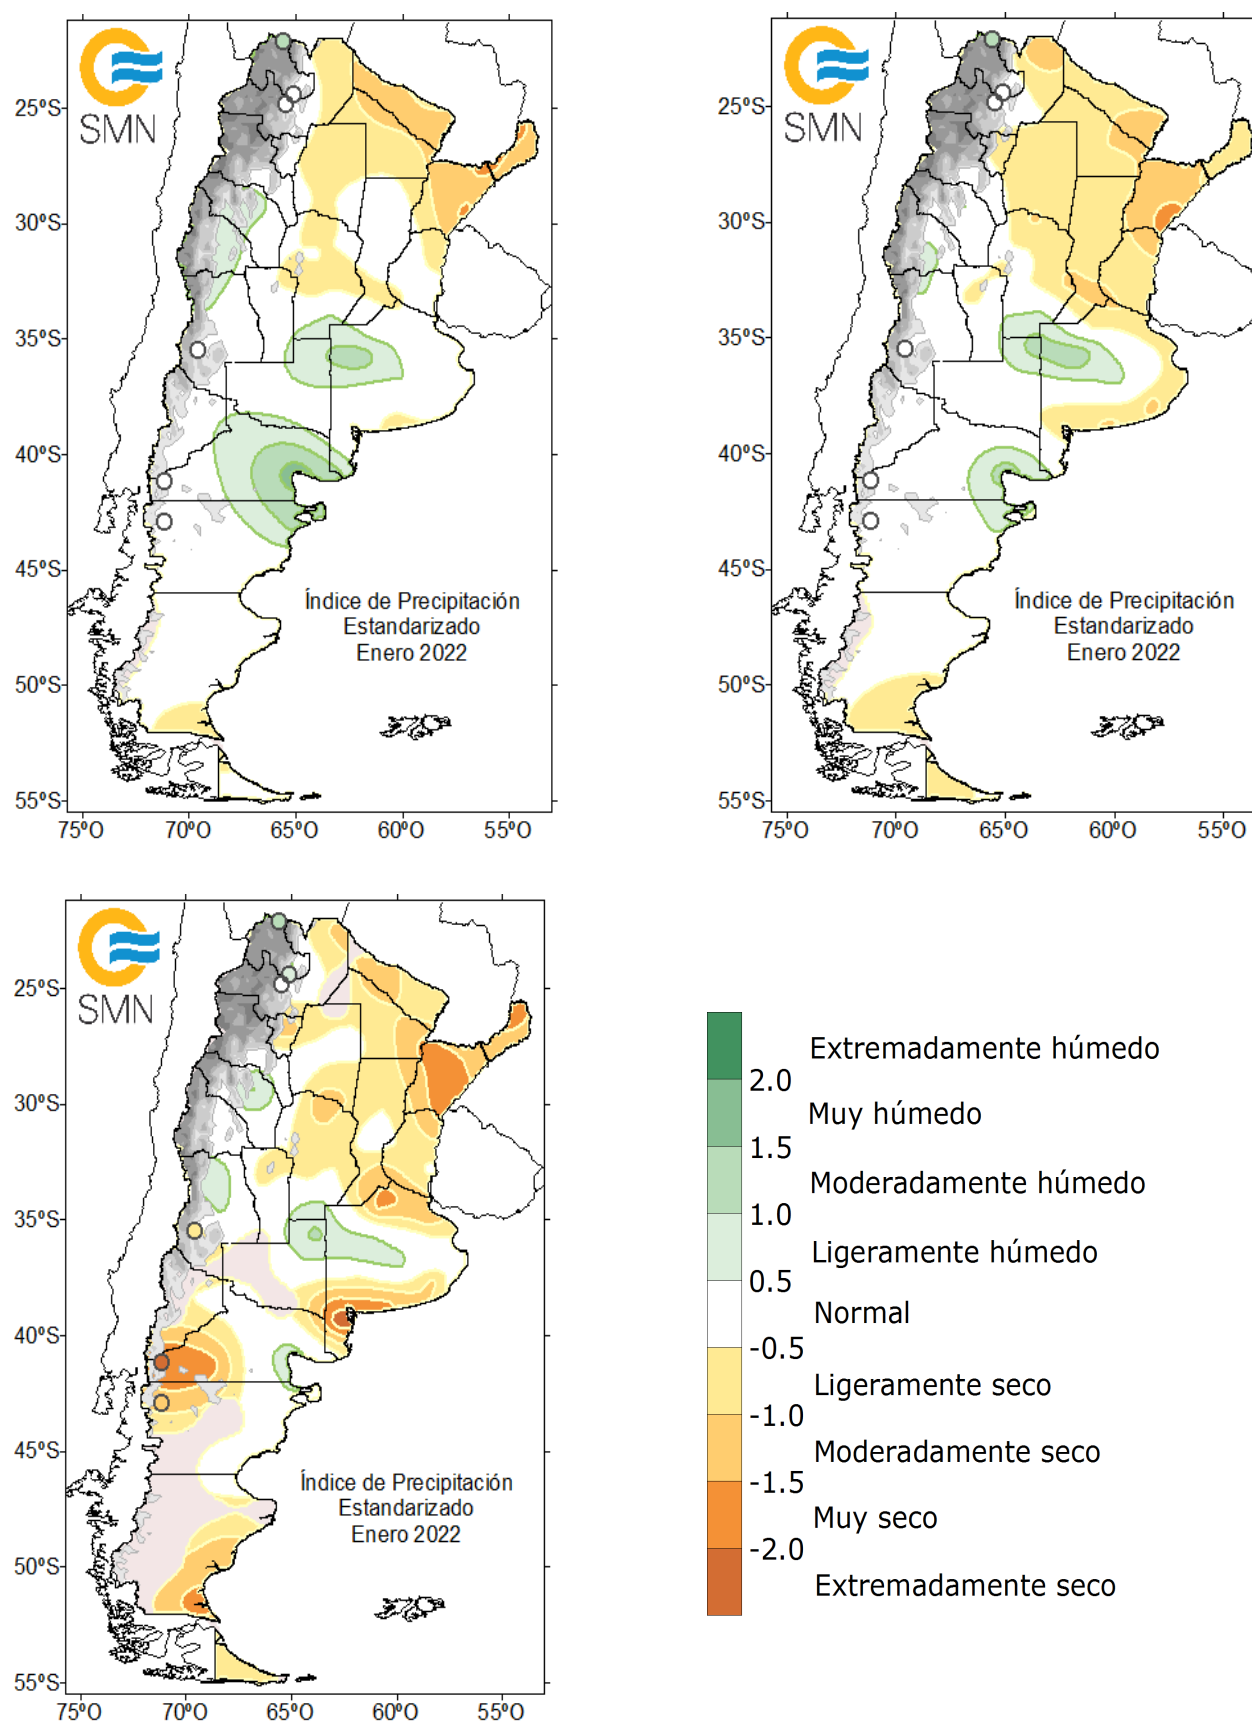 SMN
25ºS
30ºS
35ºS
40ºS
45ºS
50ºS
55ºS
75ºO
70ºO
65ºO
60ºO
55ºO
Índice de Precipitación
Estandarizado
Enero 2022
SMN
25ºS
30ºS
35ºS
40ºS
45ºS
50ºS
55ºS
75ºO
70ºO
65ºO
60ºO
55ºO
Índice de Precipitación
Estandarizado
Enero 2022
SMN
25ºS
30ºS
35ºS
40ºS
45ºS
50ºS
55ºS
75ºO
70ºO
65ºO
60ºO
55ºO
Índice de Precipitación
Estandarizado
Enero 2022
Extremadamente húmedo
2.0
Muy húmedo
1.5
Moderadamente húmedo
1.0
Ligeramente húmedo
0.5
Normal
-0.5
Ligeramente seco
-1.0
Moderadamente seco
-1.5
Muy seco
-2.0
Extremadamente seco